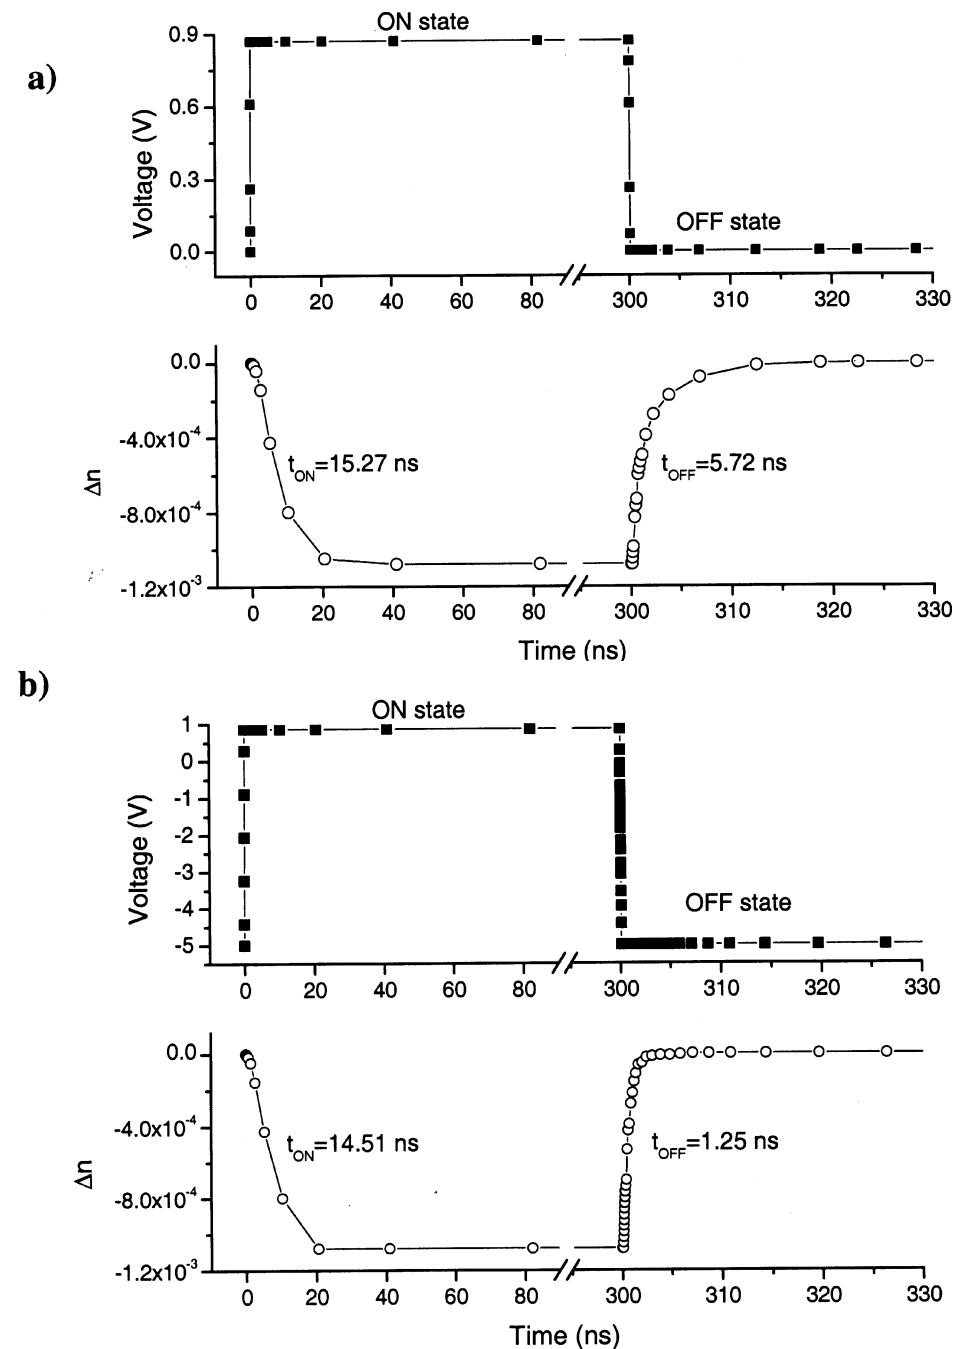 a)
ON state
0.9
0.6
0.3
0.0
Voltage (V)
OFF state
0 20 40 60 80 300 310 320 330
0.0
-4.0x10-4
-8.0x10-4
-1.2x10-3
Δn
tON=15.27 ns
tOFF=5.72 ns
0 20 40 60 80 300 310 320 330
Time (ns)
b)
ON state
1
0
-1
-2
-3
-4
-5
Voltage (V)
OFF state
0 20 40 60 80 300 310 320 330
0.0
-4.0x10-4
-8.0x10-4
-1.2x10-3
Δn
tON=14.51 ns
tOFF=1.25 ns
0 20 40 60 80 300 310 320 330
Time (ns)